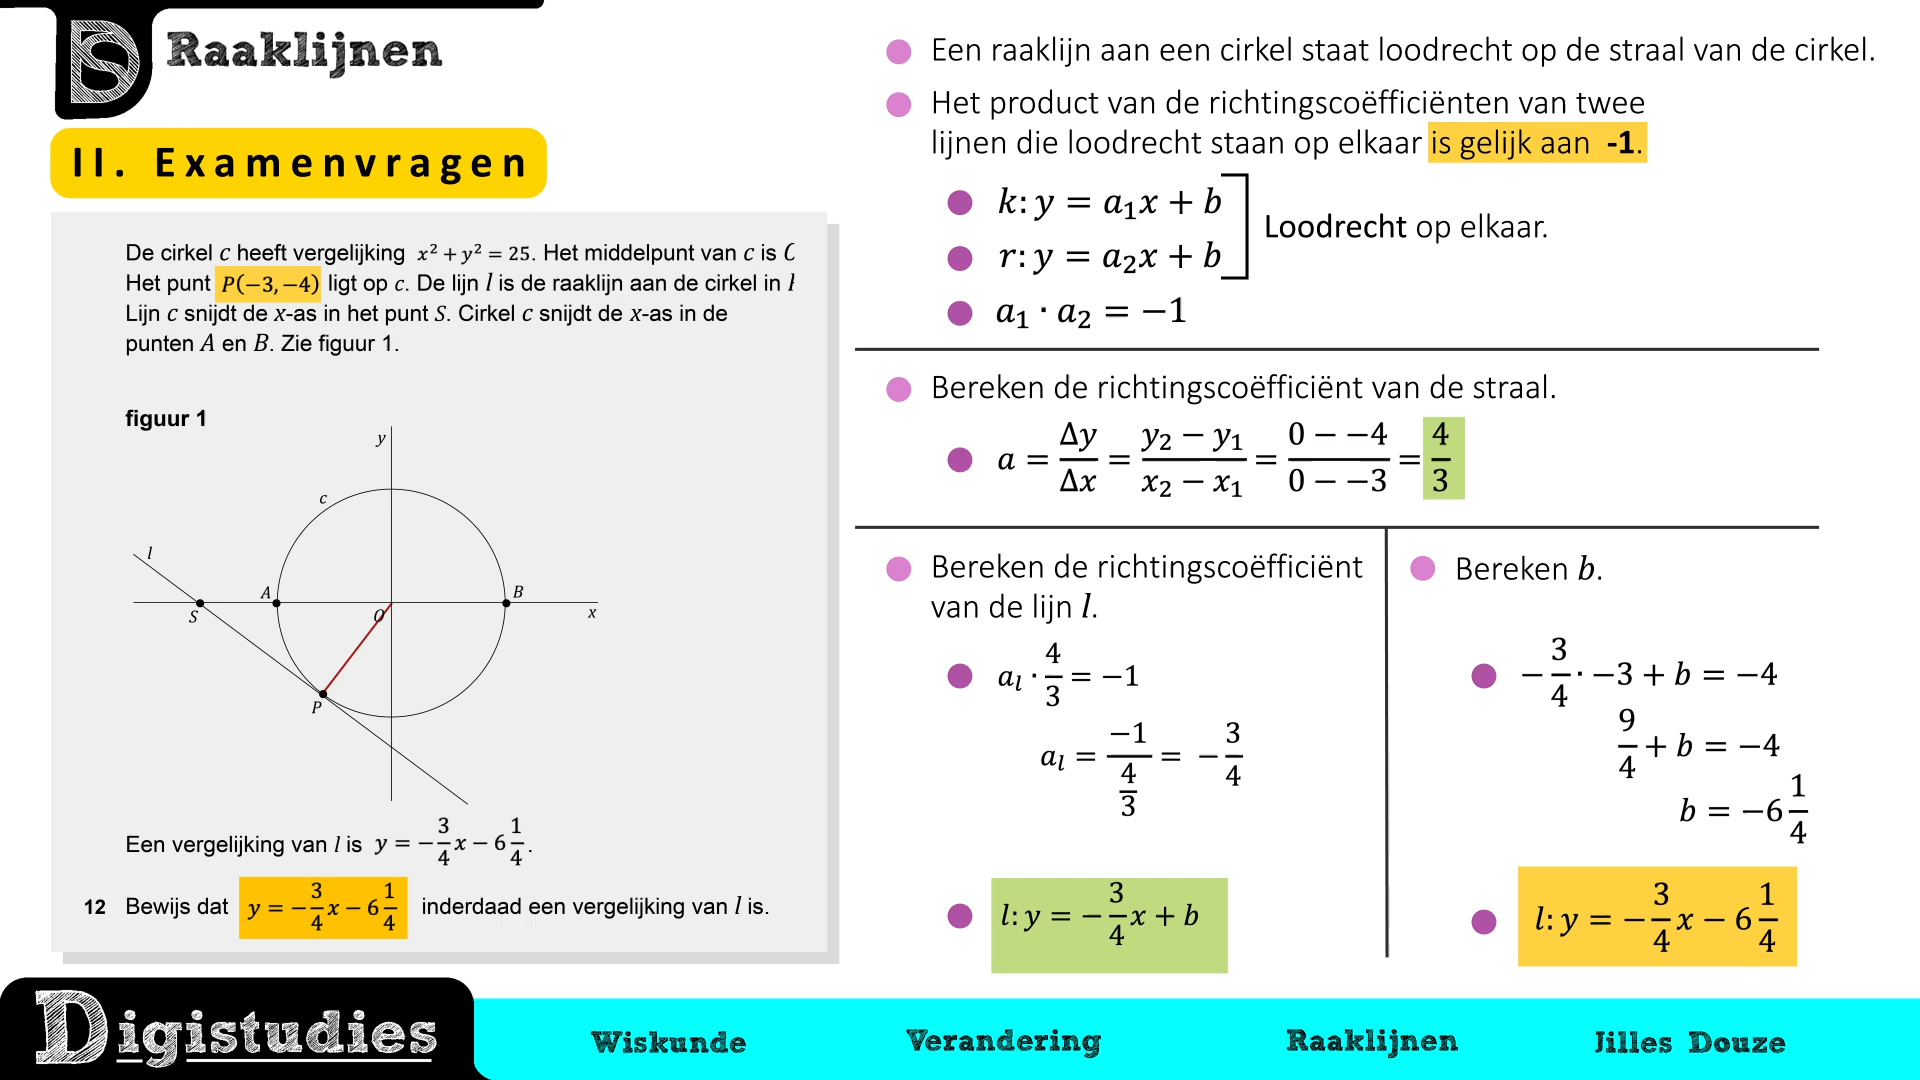 DS Raaklijnen
II. Examenvragen
De cirkel c heeft vergelijking x² + y² = 25. Het middelpunt van c is
Het punt P(−3, −4) ligt op c. De lijn l is de raaklijn aan de cirkel in
Lijn c snijdt de x-as in het punt S. Cirkel c snijdt de x-as in de
punten A en B. Zie figuur 1.
figuur 1
y
c
l
A
B
S
O
x
P
Een vergelijking van l is y = −3/4 x − 6 1/4.
12 Bewijs dat y = −3/4 x − 6 1/4 inderdaad een vergelijking van l is.
Een raaklijn aan een cirkel staat loodrecht op de straal van de cirkel.
Het product van de richtingscoëfficiënten van twee
lijnen die loodrecht staan op elkaar is gelijk aan -1.
k: y = a₁x + b
r: y = a₂x + b
Loodrecht op elkaar.
a₁ · a₂ = −1
Bereken de richtingscoëfficiënt van de straal.
a = Δy/Δx = (y₂ − y₁)/(x₂ − x₁) = (0 − −4)/(0 − −3) = 4/3
Bereken de richtingscoëfficiënt
van de lijn l.
aₗ · 4/3 = −1
aₗ = −1/(4/3) = −3/4
l: y = −3/4 x + b
Bereken b.
−3/4 · −3 + b = −4
9/4 + b = −4
b = −6 1/4
l: y = −3/4 x − 6 1/4
Digistudies
Wiskunde
Verandering
Raaklijnen
Jilles Douze